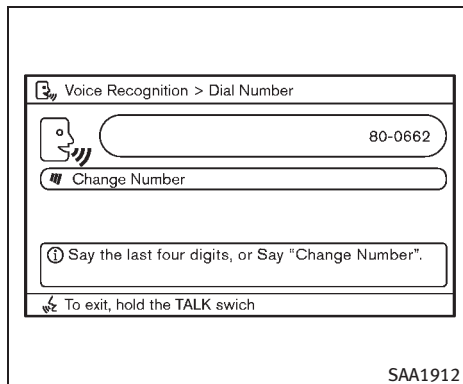 Voice Recognition > Dial Number
80-0662
Change Number
Say the last four digits, or Say “Change Number”.
To exit, hold the TALK swich
SAA1912